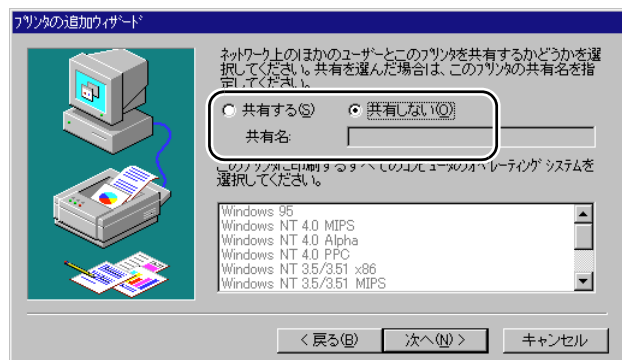 プリンタの追加ウィザード
ネットワーク上のほかのユーザーとこのプリンタを共有するかどうかを選
択してください。共有を選んだ場合は、このプリンタの共有名を指
定してください。
共有する(S) 共有しない(O)
共有名:
このプリンタに印刷するすべてのコンピュータのオペレーティング システムを
選択してください。
Windows 95
Windows NT 4.0 MIPS
Windows NT 4.0 Alpha
Windows NT 4.0 PPC
Windows NT 3.5/3.51 x86
Windows NT 3.5/3.51 MIPS
< 戻る(B) 次へ(N) > キャンセル